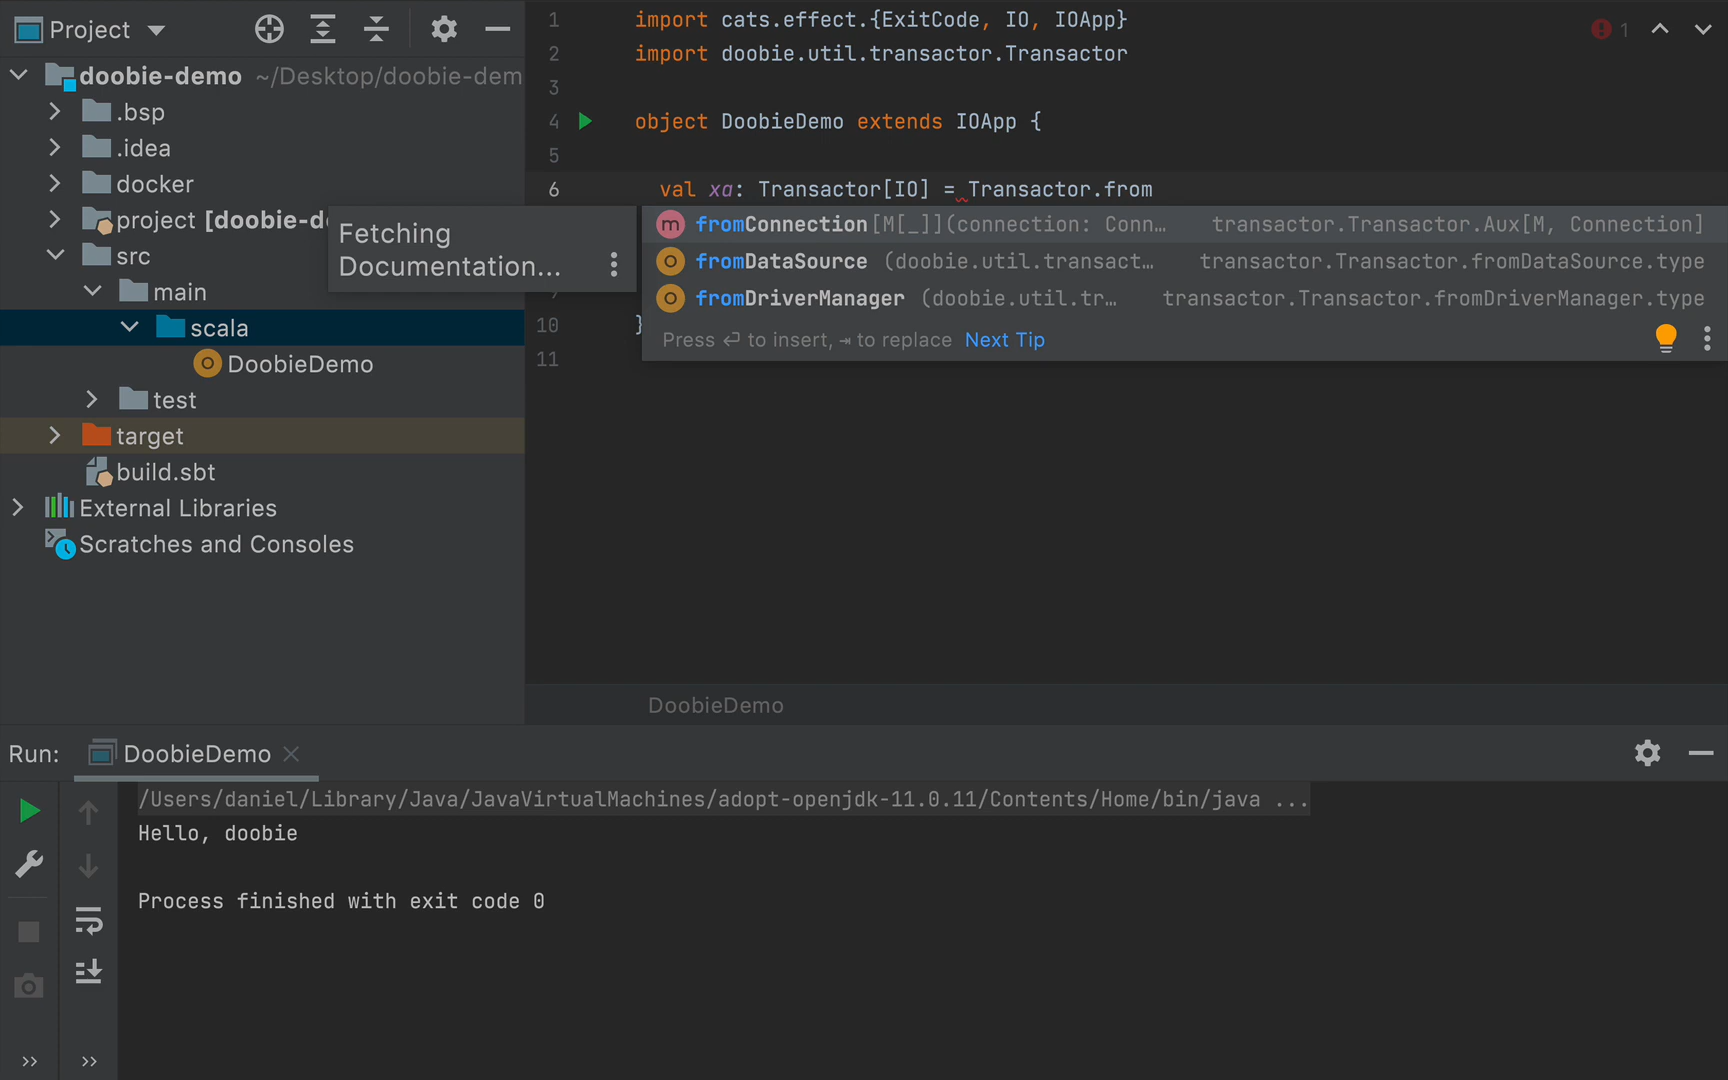 Project
doobie-demo ~/Desktop/doobie-dem
.bsp
.idea
docker
project [doobie-d
src
main
scala
DoobieDemo
test
target
build.sbt
External Libraries
Scratches and Consoles
Fetching
Documentation...
1 import cats.effect.{ExitCode, IO, IOApp}
2 import doobie.util.transactor.Transactor
3
4 object DoobieDemo extends IOApp {
5
6 val xa: Transactor[IO] = Transactor.from
1
fromConnection[M[_]](connection: Conn… transactor.Transactor.Aux[M, Connection]
fromDataSource (doobie.util.transact… transactor.Transactor.fromDataSource.type
fromDriverManager (doobie.util.tr… transactor.Transactor.fromDriverManager.type
Press ↵ to insert, ⇥ to replace Next Tip
10 }
11
DoobieDemo
Run: DoobieDemo
/Users/daniel/Library/Java/JavaVirtualMachines/adopt-openjdk-11.0.11/Contents/Home/bin/java ...
Hello, doobie
Process finished with exit code 0